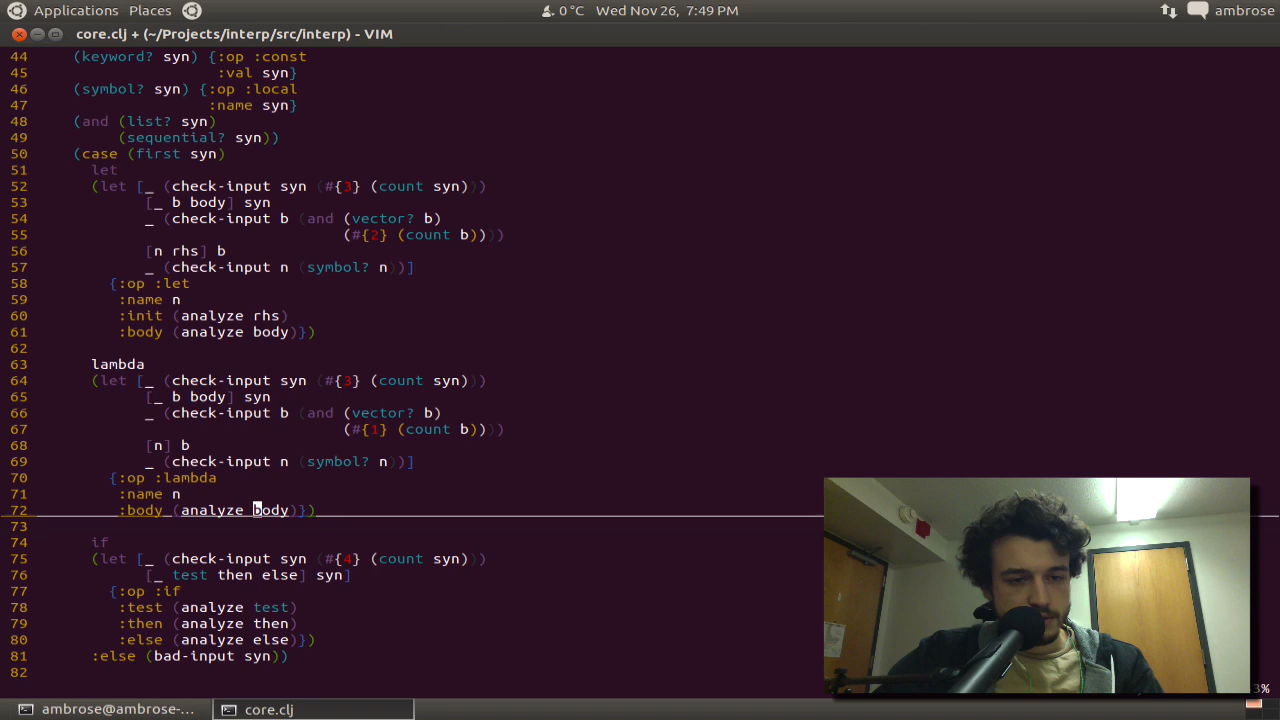 Applications Places 0 °C Wed Nov 26, 7:49 PM ambrose
core.clj + (~/Projects/interp/src/interp) - VIM
44 (keyword? syn) {:op :const
45 :val syn}
46 (symbol? syn) {:op :local
47 :name syn}
48 (and (list? syn)
49 (sequential? syn))
50 (case (first syn)
51 let
52 (let [_ (check-input syn (#{3} (count syn)))
53 [_ b body] syn
54 _ (check-input b (and (vector? b)
55 (#{2} (count b))))
56 [n rhs] b
57 _ (check-input n (symbol? n))]
58 {:op :let
59 :name n
60 :init (analyze rhs)
61 :body (analyze body)})
62
63 lambda
64 (let [_ (check-input syn (#{3} (count syn)))
65 [_ b body] syn
66 _ (check-input b (and (vector? b)
67 (#{1} (count b))))
68 [n] b
69 _ (check-input n (symbol? n))]
70 {:op :lambda
71 :name n
72 :body (analyze body)})
73
74 if
75 (let [_ (check-input syn (#{4} (count syn)))
76 [_ test then else] syn]
77 {:op :if
78 :test (analyze test)
79 :then (analyze then)
80 :else (analyze else)})
81 :else (bad-input syn))
82
3%
ambrose@ambrose-... core.clj